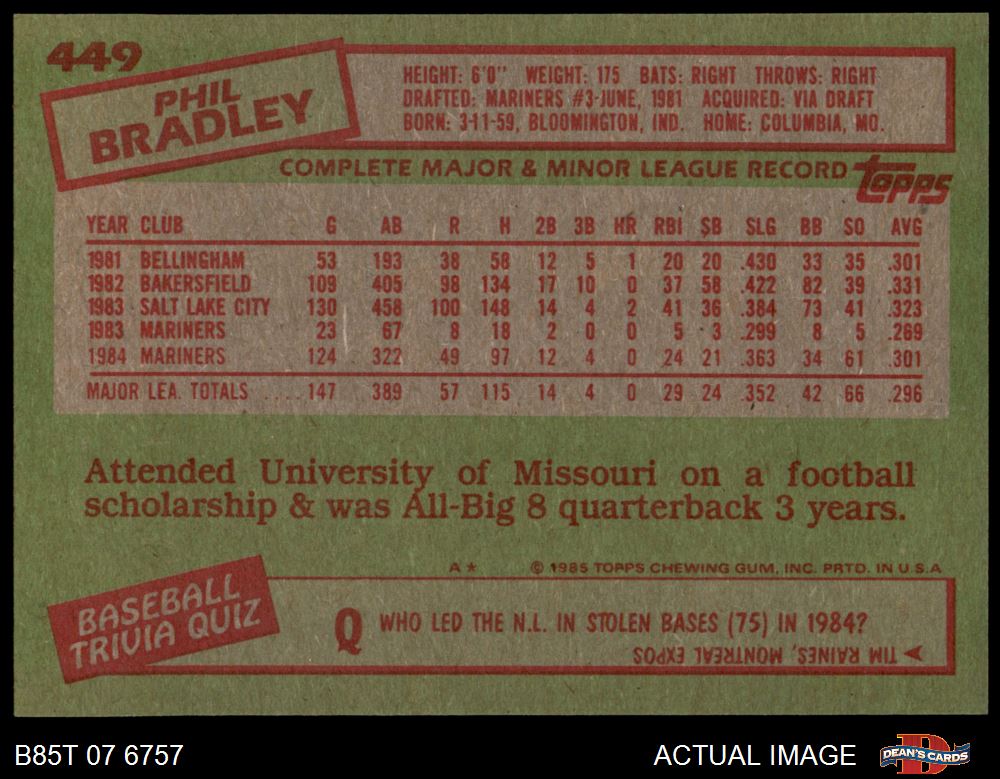 449
PHIL
BRADLEY
HEIGHT: 6'0" WEIGHT: 175 BATS: RIGHT THROWS: RIGHT
DRAFTED: MARINERS #3-JUNE, 1981 ACQUIRED: VIA DRAFT
BORN: 3-11-59, BLOOMINGTON, IND. HOME: COLUMBIA, MO.
COMPLETE MAJOR & MINOR LEAGUE RECORD topps
YEAR CLUB G AB R H 2B 3B HR RBI SB SLG BB SO AVG
1981 BELLINGHAM 53 193 38 58 12 5 1 20 20 .430 33 35 .301
1982 BAKERSFIELD 109 405 98 134 17 10 0 37 58 .422 82 39 .331
1983 SALT LAKE CITY 130 458 100 148 14 4 2 41 36 .384 73 41 .323
1983 MARINERS 23 67 8 18 2 0 0 5 3 .299 8 5 .269
1984 MARINERS 124 322 49 97 12 4 0 24 21 .363 34 61 .301
MAJOR LEA. TOTALS ....147 389 57 115 14 4 0 29 24 .352 42 66 .296
Attended University of Missouri on a football
scholarship & was All-Big 8 quarterback 3 years.
A* © 1985 TOPPS CHEWING GUM, INC. PRTD. IN U.S.A
BASEBALL
TRIVIA QUIZ
Q WHO LED THE N.L. IN STOLEN BASES (75) IN 1984?
TIM RAINES, MONTREAL EXPOS
B85T 07 6757 ACTUAL IMAGE DEAN'S CARDS